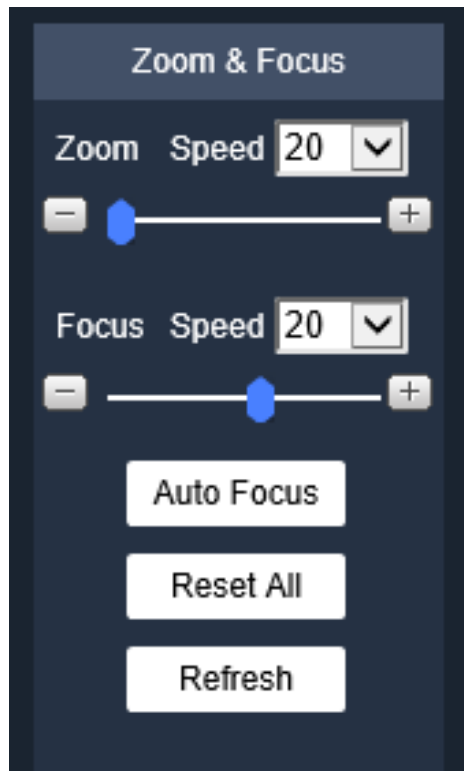 Zoom & Focus
Zoom Speed 20
− +
Focus Speed 20
− +
Auto Focus
Reset All
Refresh